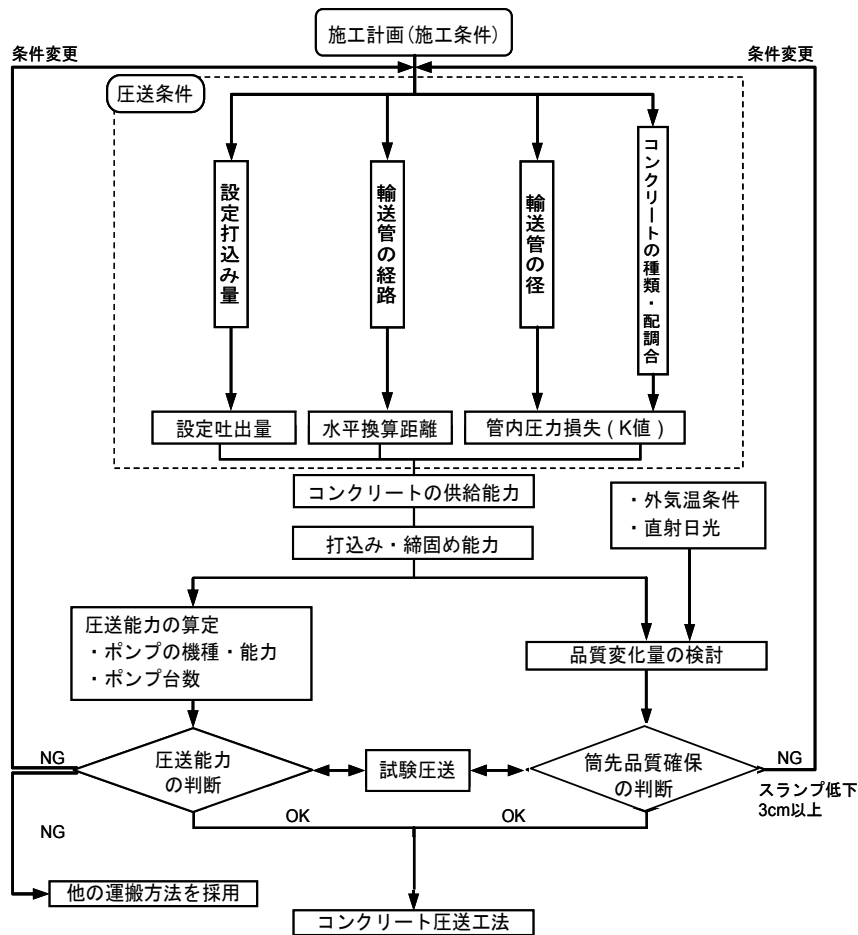 施工計画(施工条件)
条件変更
条件変更
圧送条件
設定打込み量
輸送管の経路
輸送管の径
コンクリートの種類・配調合
設定吐出量
水平換算距離
管内圧力損失(K値)
コンクリートの供給能力
・外気温条件
・直射日光
打込み・締固め能力
圧送能力の算定
・ポンプの機種・能力
・ポンプ台数
品質変化量の検討
NG
圧送能力
の判断
試験圧送
筒先品質確保
の判断
NG
スランプ低下
3cm以上
OK
OK
NG
他の運搬方法を採用
コンクリート圧送工法